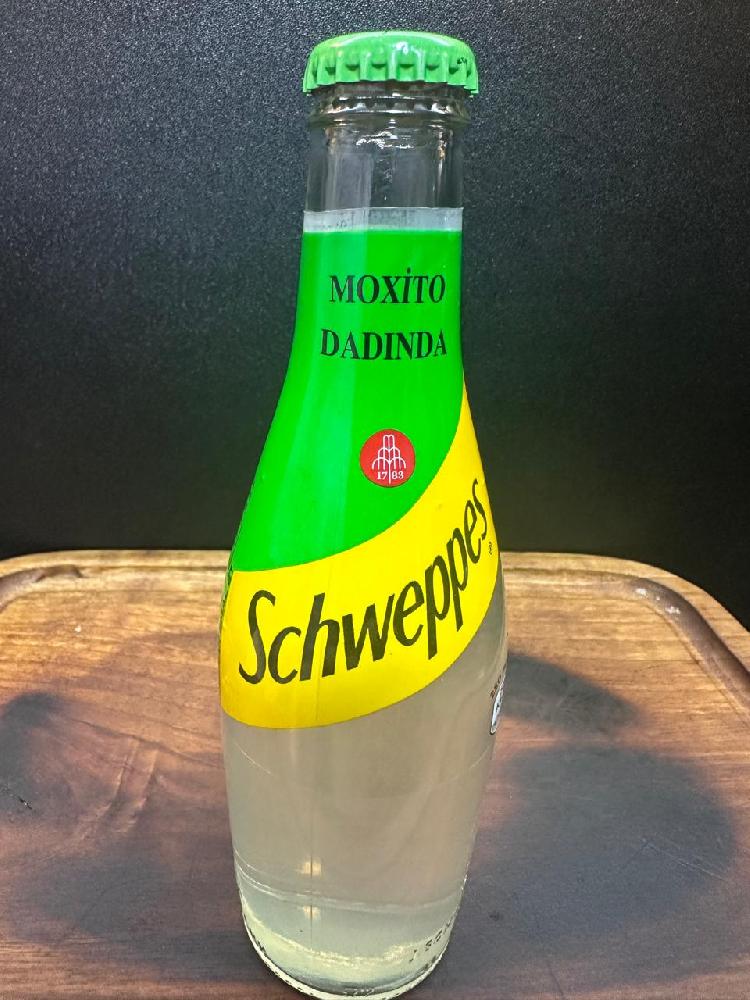 MOXİTO
DADINDA
17 83
Schweppes
®